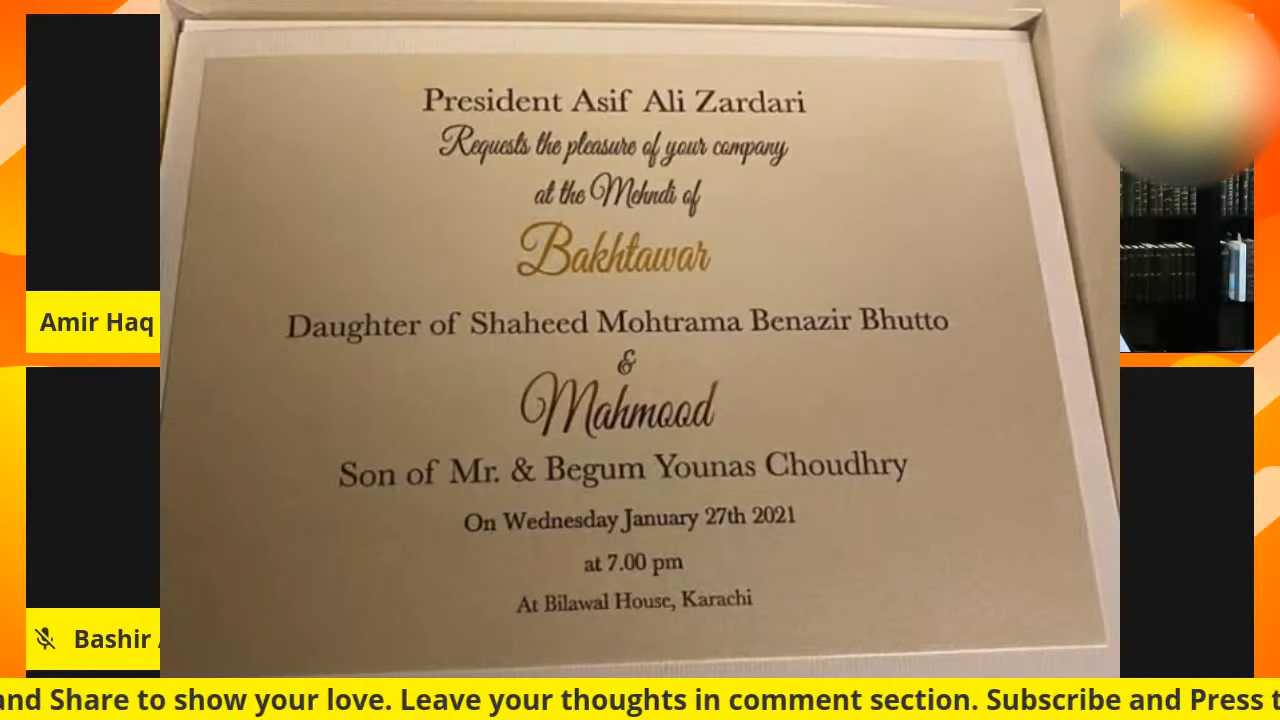 President Asif Ali Zardari
Requests the pleasure of your company
at the Mehndi of
Bakhtawar
Daughter of Shaheed Mohtrama Benazir Bhutto
&
Mahmood
Son of Mr. & Begum Younas Choudhry
On Wednesday January 27th 2021
at 7.00 pm
At Bilawal House, Karachi
Amir Haq
Bashir
and Share to show your love. Leave your thoughts in comment section. Subscribe and Press